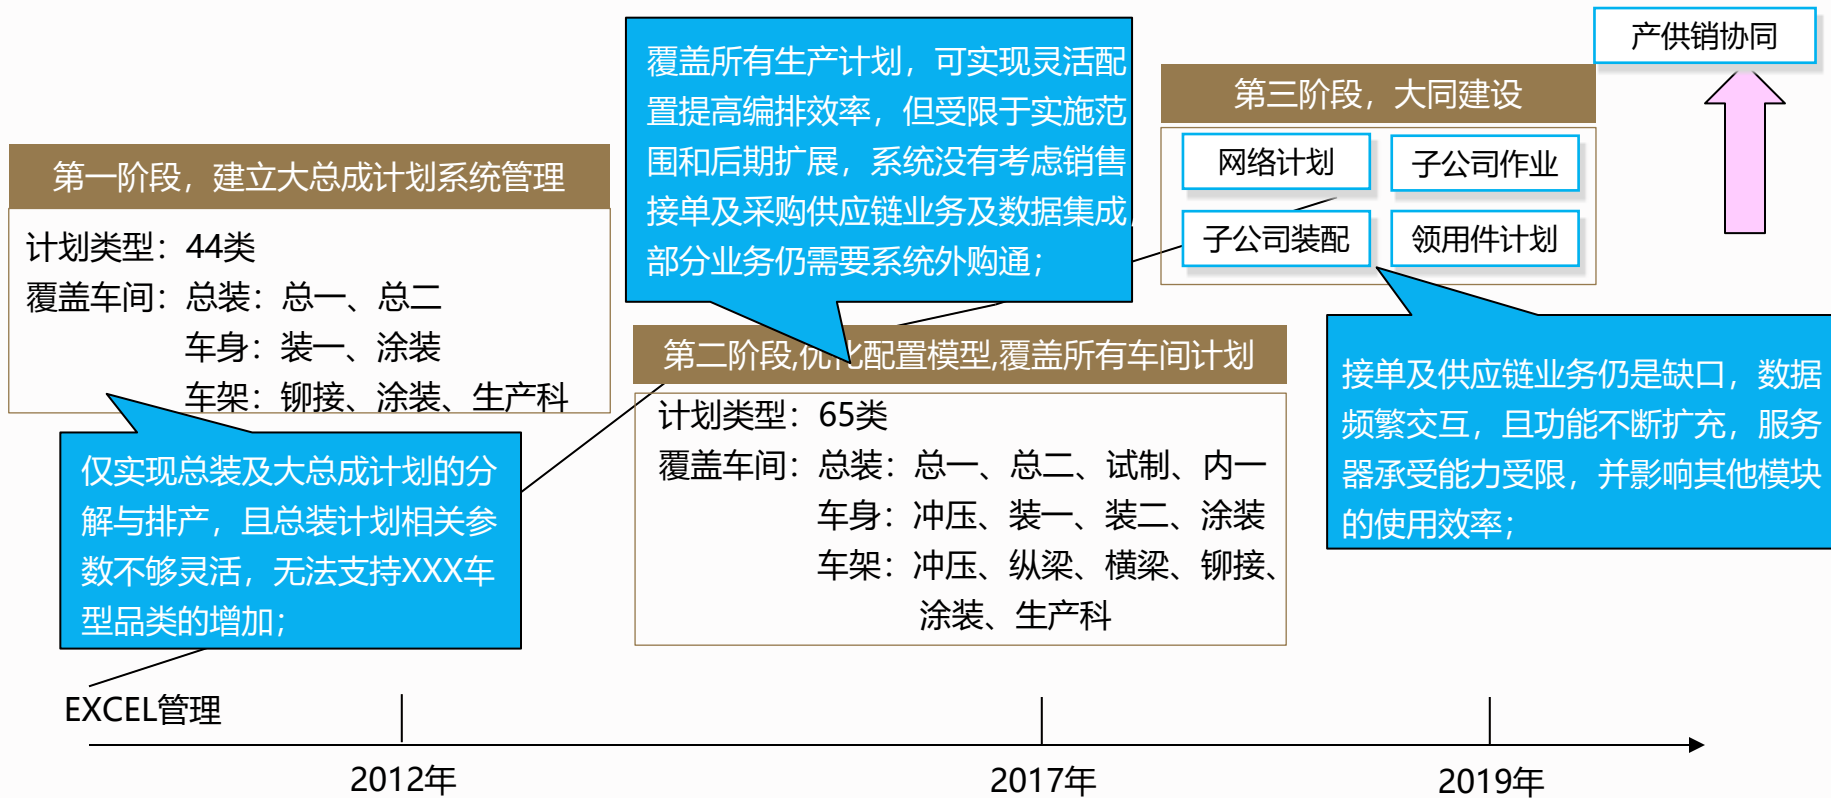 产供销协同
第三阶段，大同建设
网络计划
子公司作业
子公司装配
领用件计划
覆盖所有生产计划，可实现灵活配
置提高编排效率，但受限于实施范
围和后期扩展，系统没有考虑销售
接单及采购供应链业务及数据集成，
部分业务仍需要系统外购通；
第一阶段，建立大总成计划系统管理
计划类型：44类
覆盖车间：总装：总一、总二
车身：装一、涂装
车架：铆接、涂装、生产科
仅实现总装及大总成计划的分
解与排产，且总装计划相关参
数不够灵活，无法支持XXX车
型品类的增加；
第二阶段,优化配置模型,覆盖所有车间计划
计划类型：65类
覆盖车间：总装：总一、总二、试制、内一
车身：冲压、装一、装二、涂装
车架：冲压、纵梁、横梁、铆接、
涂装、生产科
接单及供应链业务仍是缺口，数据
频繁交互，且功能不断扩充，服务
器承受能力受限，并影响其他模块
的使用效率；
EXCEL管理
2012年
2017年
2019年